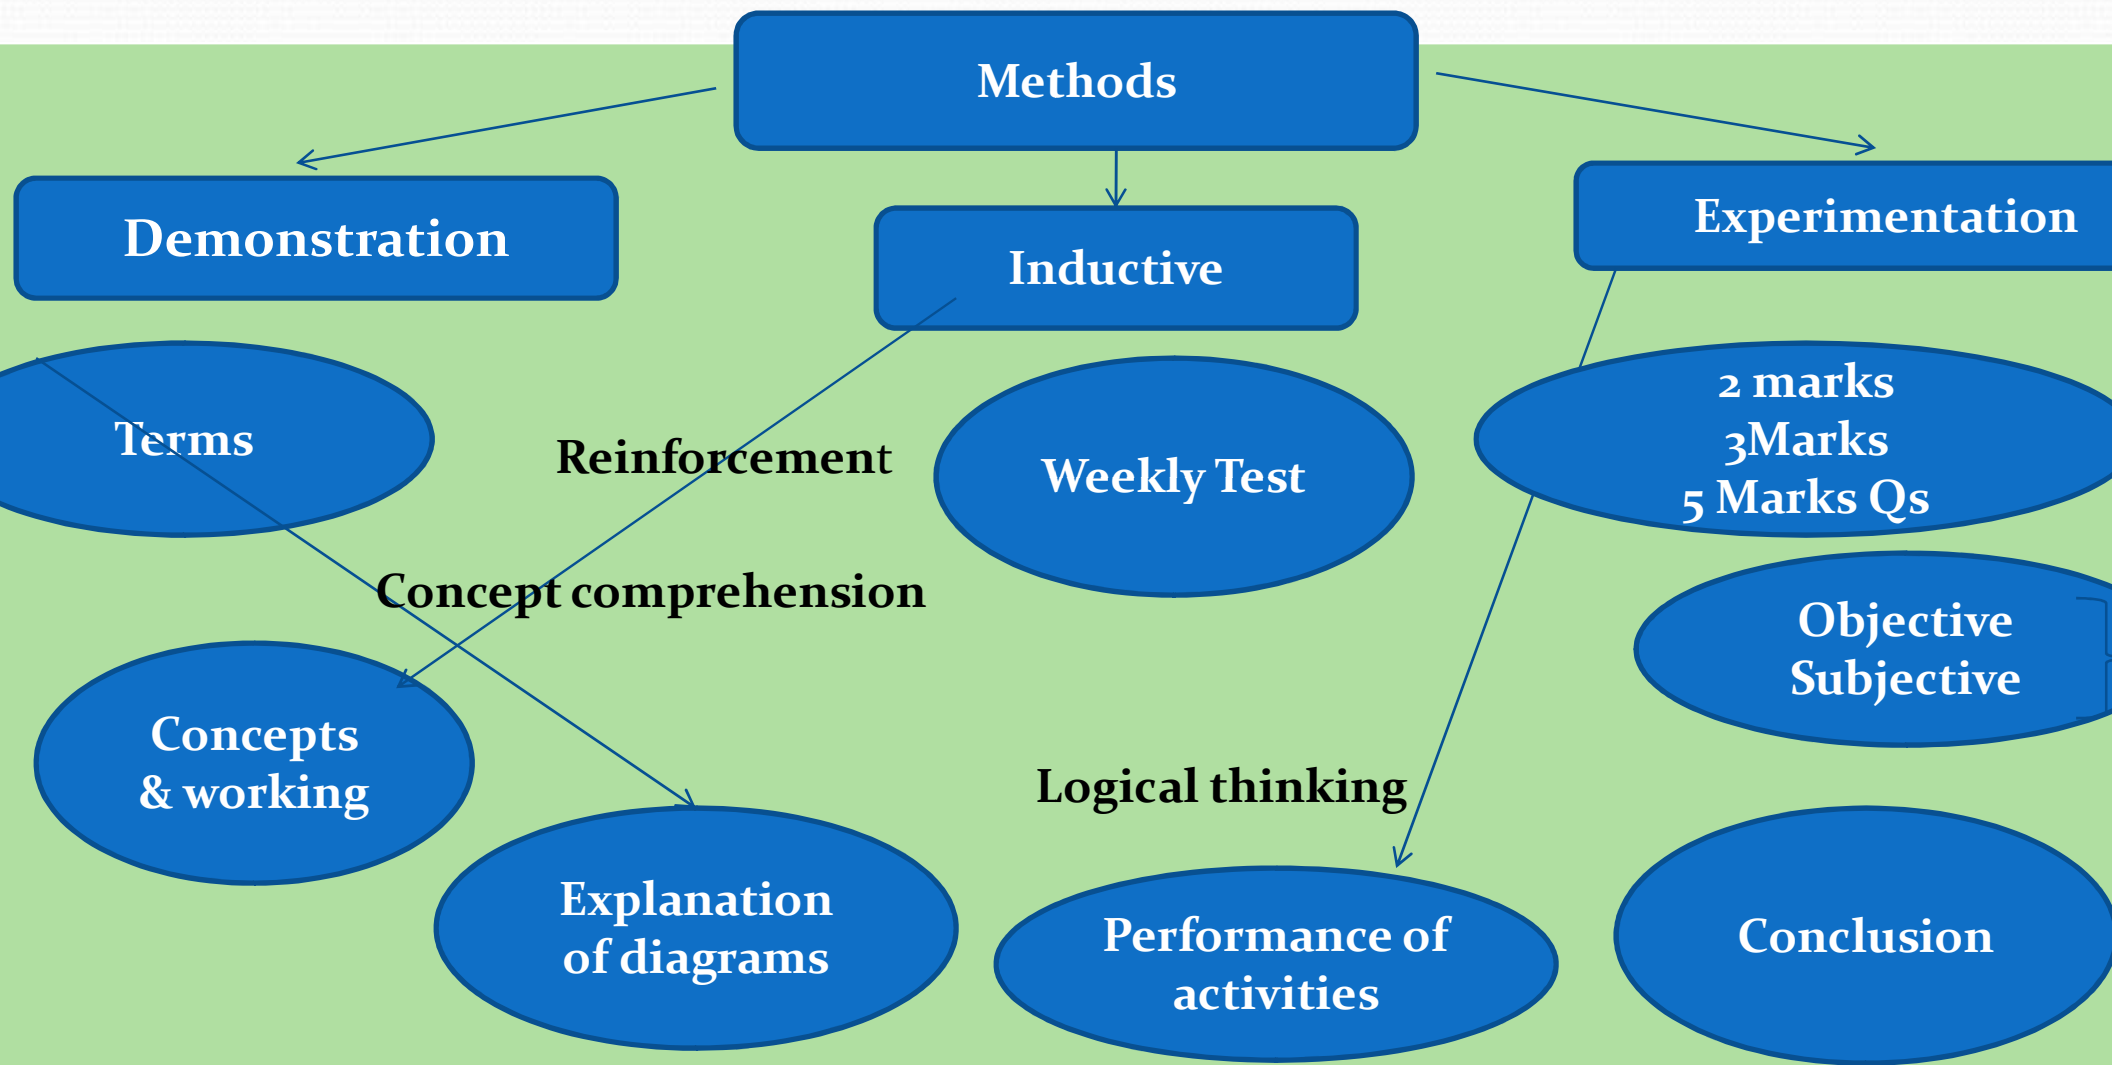 Methods
Demonstration
Inductive
Experimentation
Terms
Reinforcement
Weekly Test
2 marks
3Marks
5 Marks Qs
Concept comprehension
Objective
Subjective
Concepts
& working
Logical thinking
Explanation
of diagrams
Performance of
activities
Conclusion